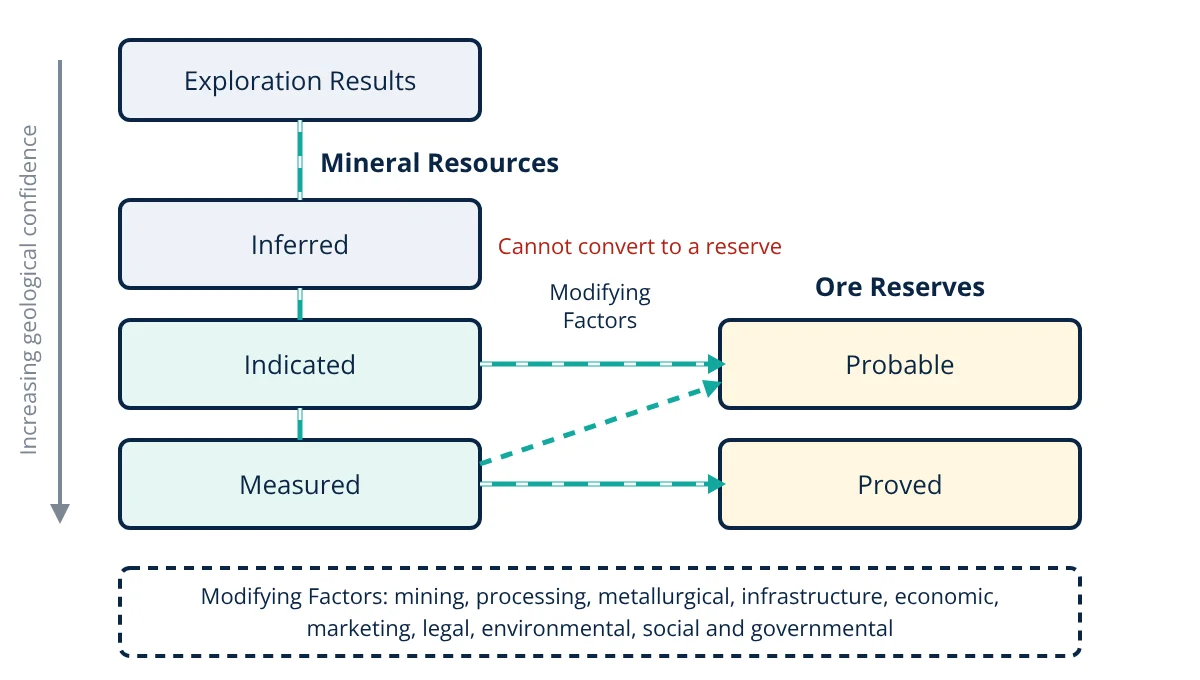 Exploration Results
Increasing geological confidence
Mineral Resources
Inferred
Cannot convert to a reserve
Modifying
Factors
Ore Reserves
Indicated
Probable
Measured
Proved
Modifying Factors: mining, processing, metallurgical, infrastructure, economic,
marketing, legal, environmental, social and governmental